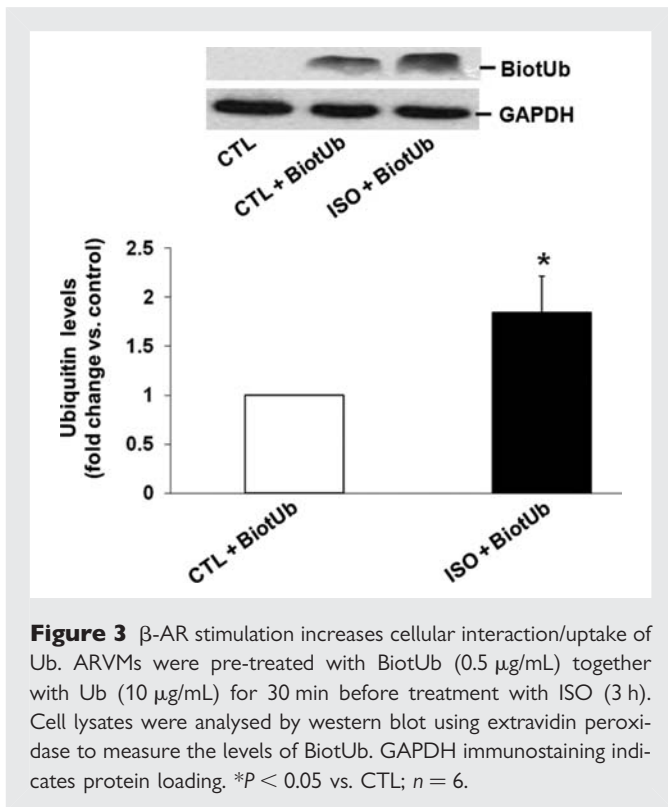 BiotUb
GAPDH
CTL
CTL + BiotUb
ISO + BiotUb
Ubiquitin levels
(fold change vs. control)
2.5
2
1.5
1
0.5
0
*
CTL + BiotUb
ISO + BiotUb
Figure 3 β-AR stimulation increases cellular interaction/uptake of
Ub. ARVMs were pre-treated with BiotUb (0.5 μg/mL) together
with Ub (10 μg/mL) for 30 min before treatment with ISO (3 h).
Cell lysates were analysed by western blot using extravidin peroxi-
dase to measure the levels of BiotUb. GAPDH immunostaining indi-
cates protein loading. *P < 0.05 vs. CTL; n = 6.